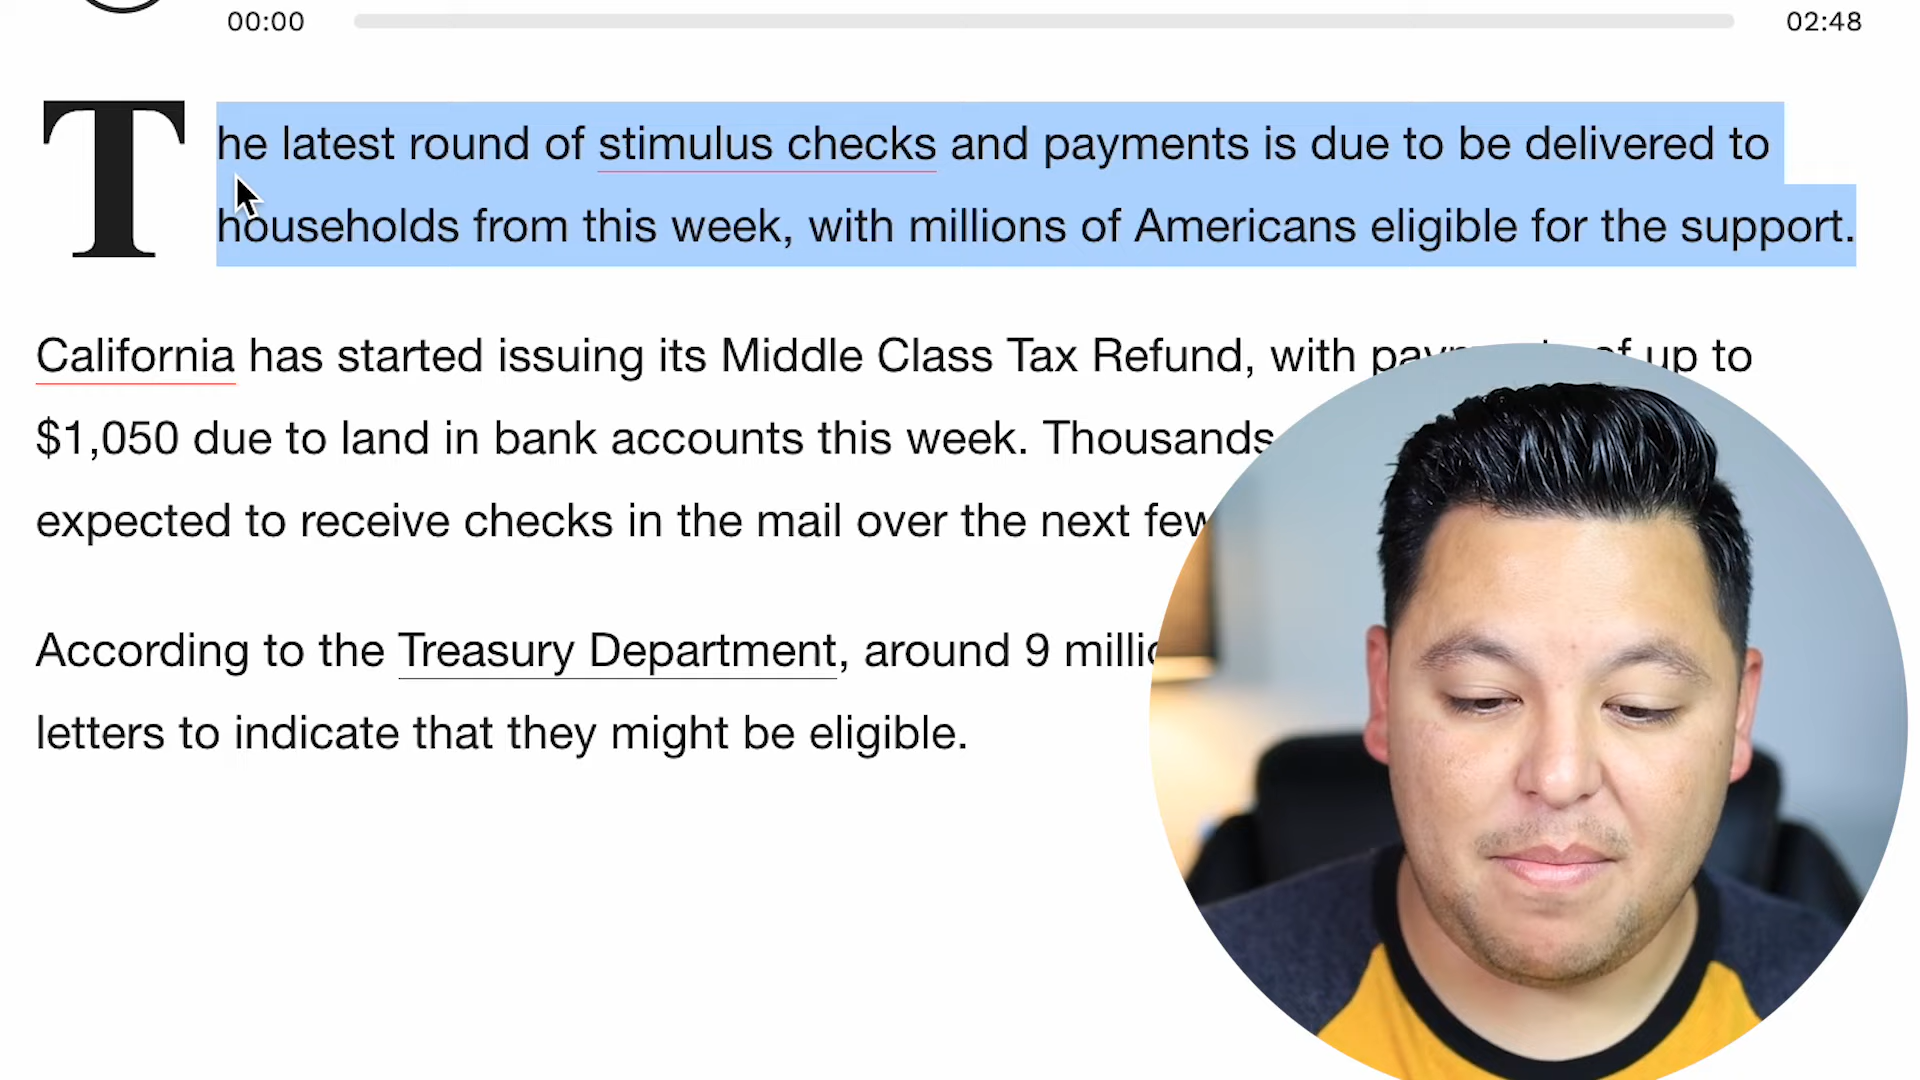 00:00 02:48
The latest round of stimulus checks and payments is due to be delivered to
households from this week, with millions of Americans eligible for the support.
California has started issuing its Middle Class Tax Refund, with of up to
$1,050 due to land in bank accounts this week. Thousands
expected to receive checks in the mail over the next few
According to the Treasury Department, around 9
letters to indicate that they might be eligible.